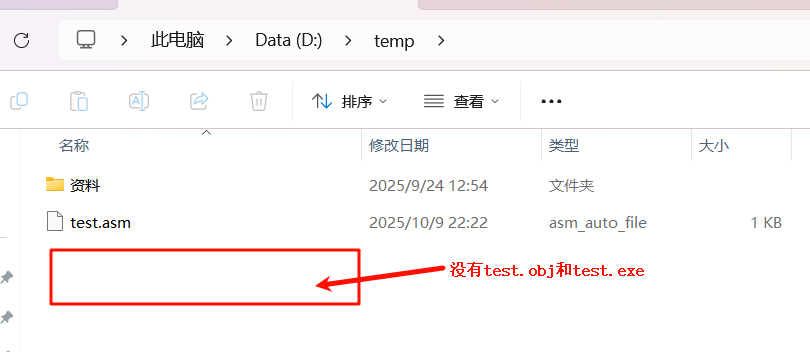 此电脑 > Data (D:) > temp >
排序 查看 •••
名称 修改日期 类型 大小
资料 2025/9/24 12:54 文件夹
test.asm 2025/10/9 22:22 asm_auto_file 1 KB
没有test.obj和test.exe